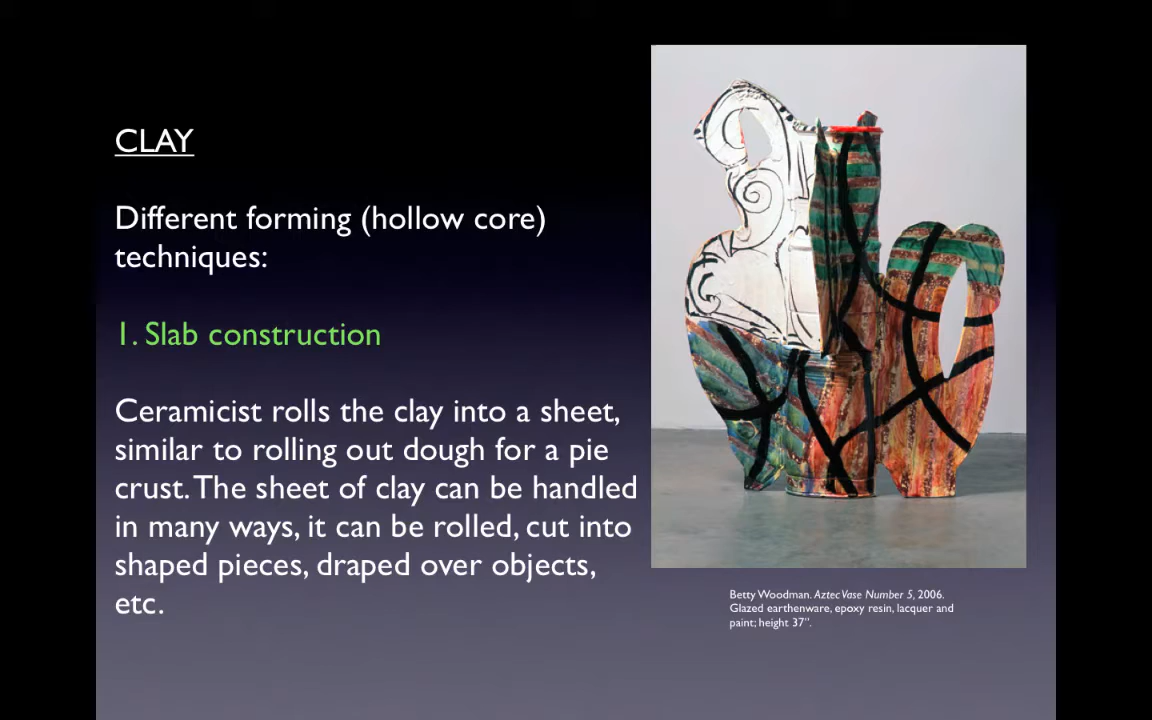 CLAY
Different forming (hollow core)
techniques:
1. Slab construction
Ceramicist rolls the clay into a sheet,
similar to rolling out dough for a pie
crust. The sheet of clay can be handled
in many ways, it can be rolled, cut into
shaped pieces, draped over objects,
etc.
Betty Woodman. Aztec Vase Number 5, 2006.
Glazed earthenware, epoxy resin, lacquer and
paint; height 37".